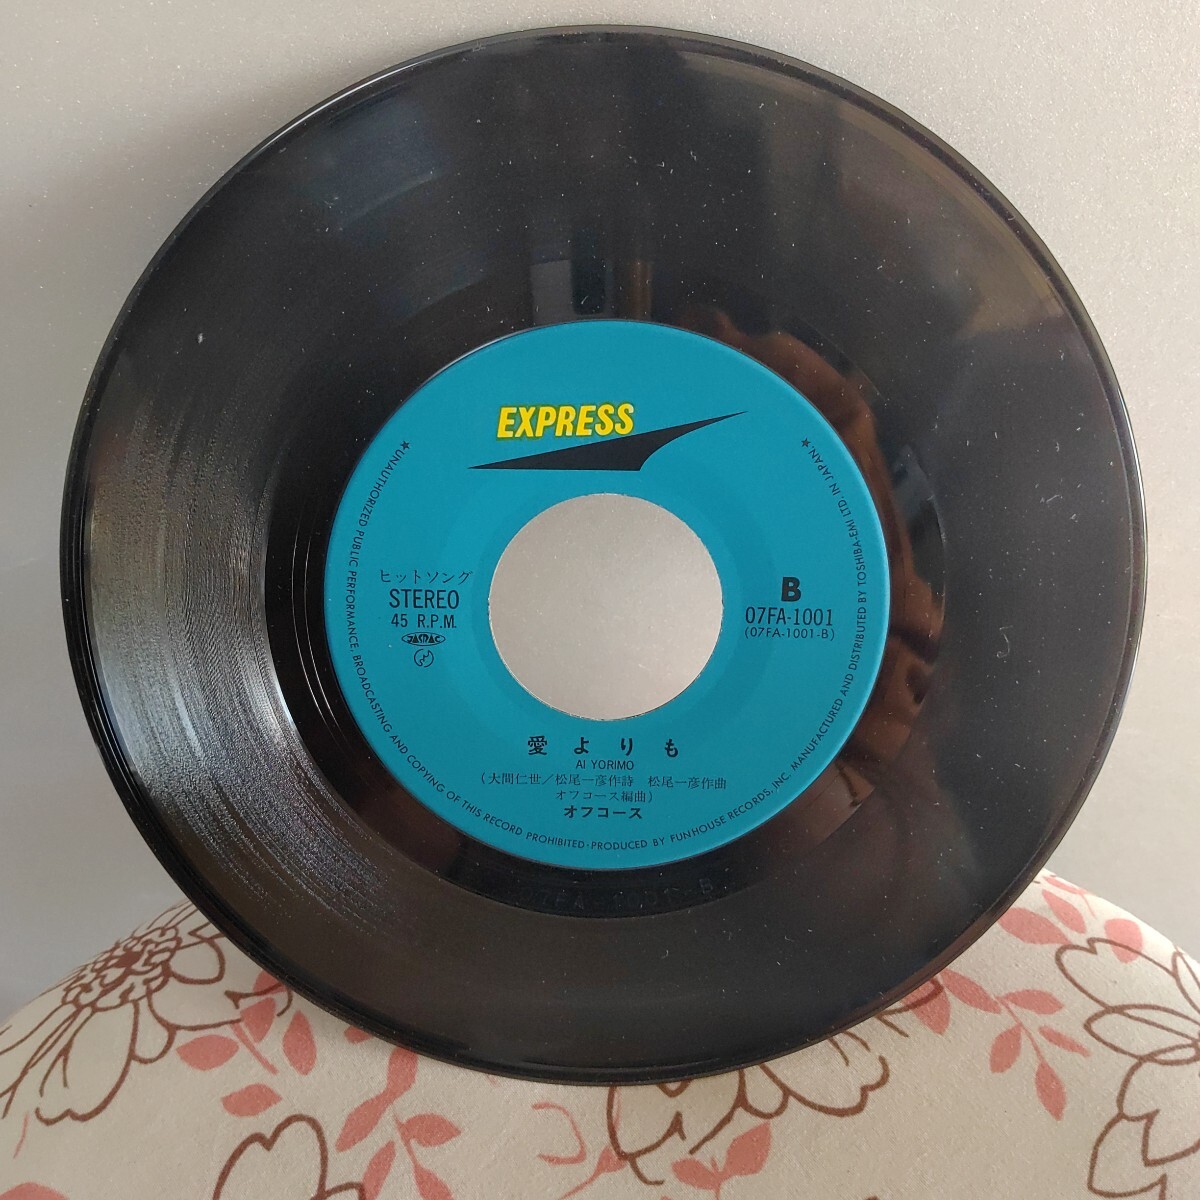 EXPRESS
ヒットソング
STEREO
45 R.P.M.
JASRAC
B
07FA-1001
(07FA-1001-B)
愛よりも
AI YORIMO
(大間仁世/松尾一彦作詩 松尾一彦作曲
オフコース編曲)
オフコース
★UNAUTHORIZED PUBLIC PERFORMANCE, BROADCASTING AND COPYING OF THIS RECORD PROHIBITED·PRODUCED BY FUNHOUSE RECORDS, INC. MANUFACTURED AND DISTRIBUTED BY TOSHIBA-EMI LTD. IN JAPAN.★
07FA-1001-B